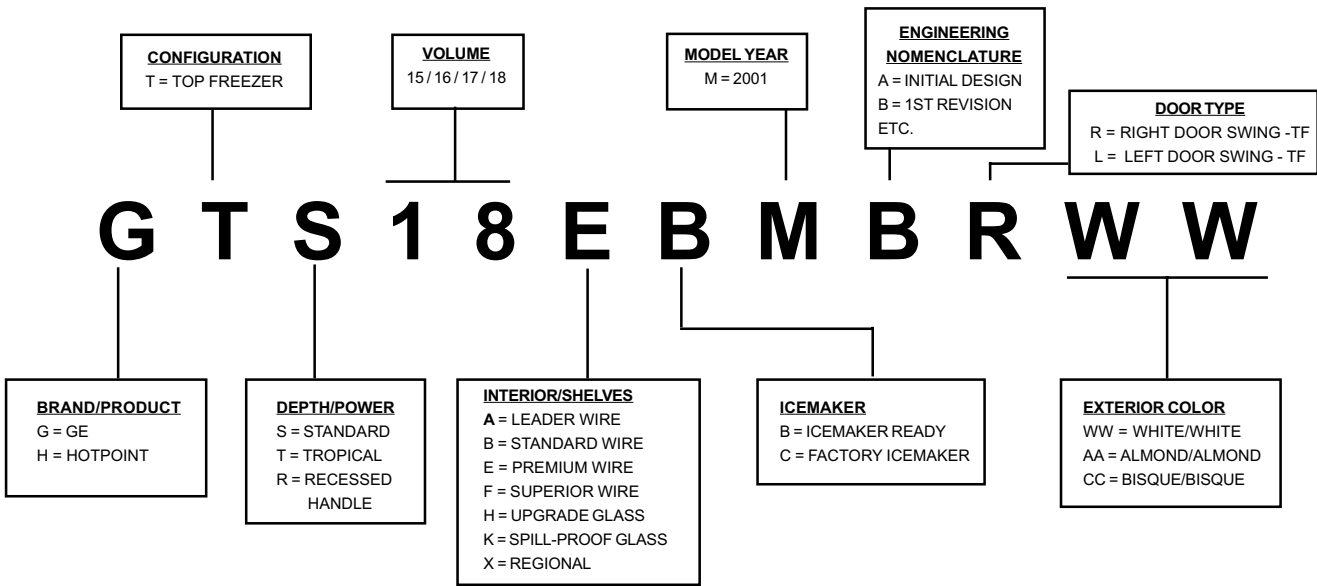 CONFIGURATION
T = TOP FREEZER
VOLUME
15 / 16 / 17 / 18
MODEL YEAR
M = 2001
ENGINEERING
NOMENCLATURE
A = INITIAL DESIGN
B = 1ST REVISION
ETC.
DOOR TYPE
R = RIGHT DOOR SWING -TF
L = LEFT DOOR SWING - TF
G T S 1 8 E B M B R W W
BRAND/PRODUCT
G = GE
H = HOTPOINT
DEPTH/POWER
S = STANDARD
T = TROPICAL
R = RECESSED
HANDLE
INTERIOR/SHELVES
A = LEADER WIRE
B = STANDARD WIRE
E = PREMIUM WIRE
F = SUPERIOR WIRE
H = UPGRADE GLASS
K = SPILL-PROOF GLASS
X = REGIONAL
ICEMAKER
B = ICEMAKER READY
C = FACTORY ICEMAKER
EXTERIOR COLOR
WW = WHITE/WHITE
AA = ALMOND/ALMOND
CC = BISQUE/BISQUE